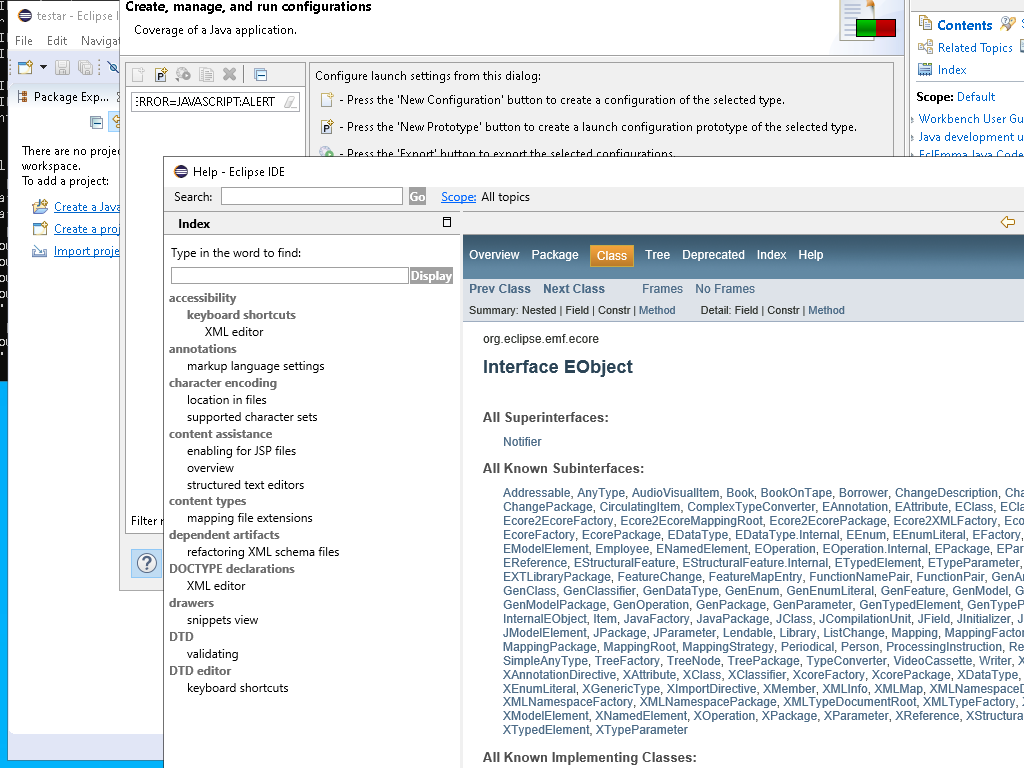 testar - Eclipse I
File Edit Navigat
Package Exp...
There are no projec
workspace.
To add a project:
Create a Java
Create a proj
Import proje
Create, manage, and run configurations
Coverage of a Java application.
ERROR=JAVASCRIPT:ALERT
Configure launch settings from this dialog:
- Press the 'New Configuration' button to create a configuration of the selected type.
- Press the 'New Prototype' button to create a launch configuration prototype of the selected type.
- Press the 'Export' button to export the selected configurations.
Filter
Contents
Related Topics
Index
Scope: Default
Workbench User Gu
Java development u
EclEmma Java Code
Help - Eclipse IDE
Search: Go Scope: All topics
Index
Type in the word to find:
Display
accessibility
keyboard shortcuts
XML editor
annotations
markup language settings
character encoding
location in files
supported character sets
content assistance
enabling for JSP files
overview
structured text editors
content types
mapping file extensions
dependent artifacts
refactoring XML schema files
DOCTYPE declarations
XML editor
drawers
snippets view
DTD
validating
DTD editor
keyboard shortcuts
Overview Package Class Tree Deprecated Index Help
Prev Class Next Class Frames No Frames
Summary: Nested | Field | Constr | Method Detail: Field | Constr | Method
org.eclipse.emf.ecore
Interface EObject
All Superinterfaces:
Notifier
All Known Subinterfaces:
Addressable, AnyType, AudioVisualItem, Book, BookOnTape, Borrower, ChangeDescription, Cha
ChangePackage, CirculatingItem, ComplexTypeConverter, EAnnotation, EAttribute, EClass, ECla
Ecore2EcoreFactory, Ecore2EcoreMappingRoot, Ecore2EcorePackage, Ecore2XMLFactory, Eco
EcoreFactory, EcorePackage, EDataType, EDataType.Internal, EEnum, EEnumLiteral, EFactory,
EModelElement, Employee, ENamedElement, EOperation, EOperation.Internal, EPackage, EPar
EReference, EStructuralFeature, EStructuralFeature.Internal, ETypedElement, ETypeParameter,
EXTLibraryPackage, FeatureChange, FeatureMapEntry, FunctionNamePair, FunctionPair, GenAn
GenClass, GenClassifier, GenDataType, GenEnum, GenEnumLiteral, GenFeature, GenModel, G
GenModelPackage, GenOperation, GenPackage, GenParameter, GenTypedElement, GenTypeP
InternalEObject, Item, JavaFactory, JavaPackage, JClass, JCompilationUnit, JField, JInitializer, J
JModelElement, JPackage, JParameter, Lendable, Library, ListChange, Mapping, MappingFacto
MappingPackage, MappingRoot, MappingStrategy, Periodical, Person, ProcessingInstruction, Re
SimpleAnyType, TreeFactory, TreeNode, TreePackage, TypeConverter, VideoCassette, Writer, X
XAnnotationDirective, XAttribute, XClass, XClassifier, XcoreFactory, XcorePackage, XDataType,
XEnumLiteral, XGenericType, XImportDirective, XMember, XMLInfo, XMLMap, XMLNamespaceD
XMLNamespaceFactory, XMLNamespacePackage, XMLTypeDocumentRoot, XMLTypeFactory, X
XModelElement, XNamedElement, XOperation, XPackage, XParameter, XReference, XStructura
XTypedElement, XTypeParameter
All Known Implementing Classes: